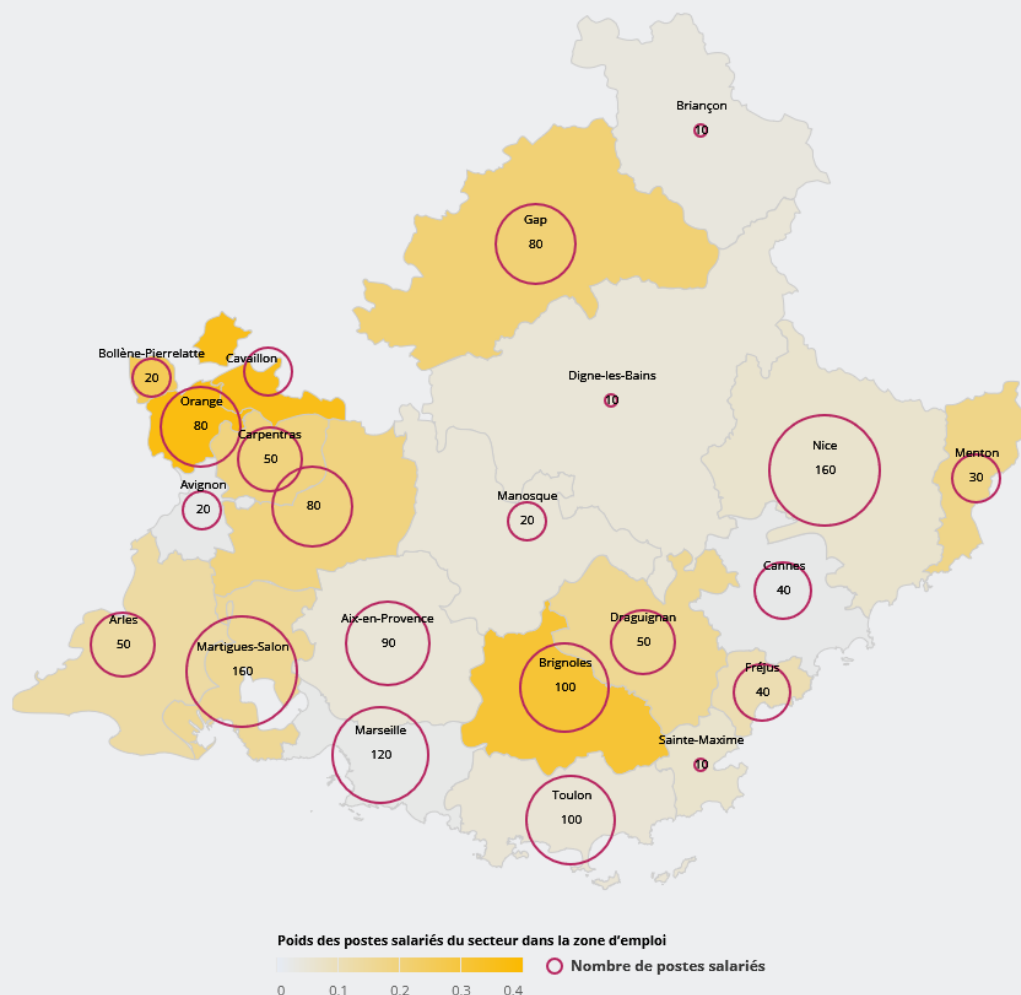 Briançon
10
Gap
80
Bollène-Pierrelatte
20
Cavaillon
Orange
80
Carpentras
50
80
Avignon
20
Digne-les-Bains
10
Manosque
20
Nice
160
Menton
30
Cannes
40
Arles
50
Martigues-Salon
160
Aix-en-Provence
90
Draguignan
50
Brignoles
100
Fréjus
40
Marseille
120
Sainte-Maxime
10
Toulon
100
Poids des postes salariés du secteur dans la zone d'emploi
0 0.1 0.2 0.3 0.4
Nombre de postes salariés